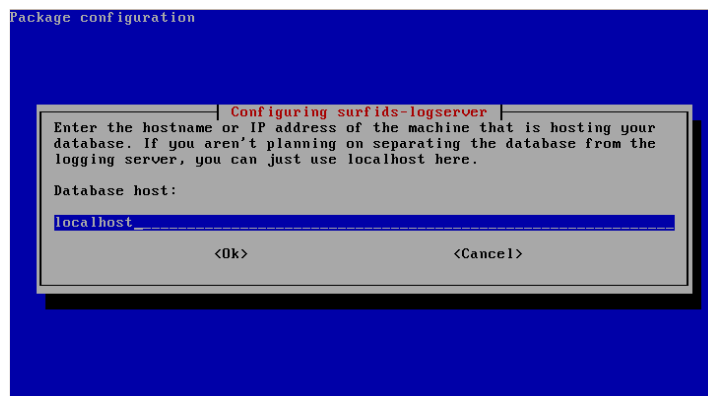 Package configuration
Configuring surfids-logserver
Enter the hostname or IP address of the machine that is hosting your
database. If you aren't planning on separating the database from the
logging server, you can just use localhost here.
Database host:
localhost
<Ok> <Cancel>